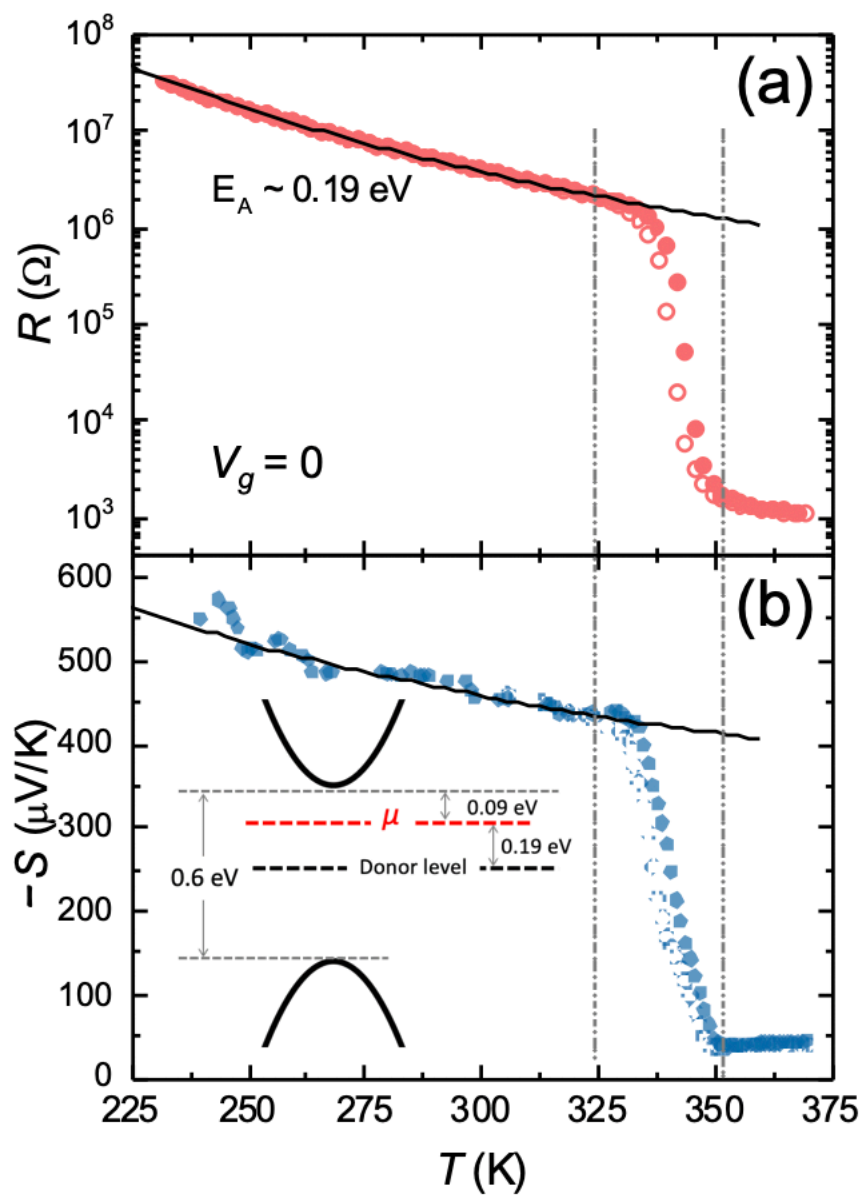 10⁸
(a)
10⁷
E_A ~ 0.19 eV
10⁶
R (Ω)
10⁵
10⁴
V_g = 0
10³
600
(b)
500
400
−S (μV/K)
0.09 eV
μ
300
0.19 eV
Donor level
0.6 eV
200
100
0
225 250 275 300 325 350 375
T (K)